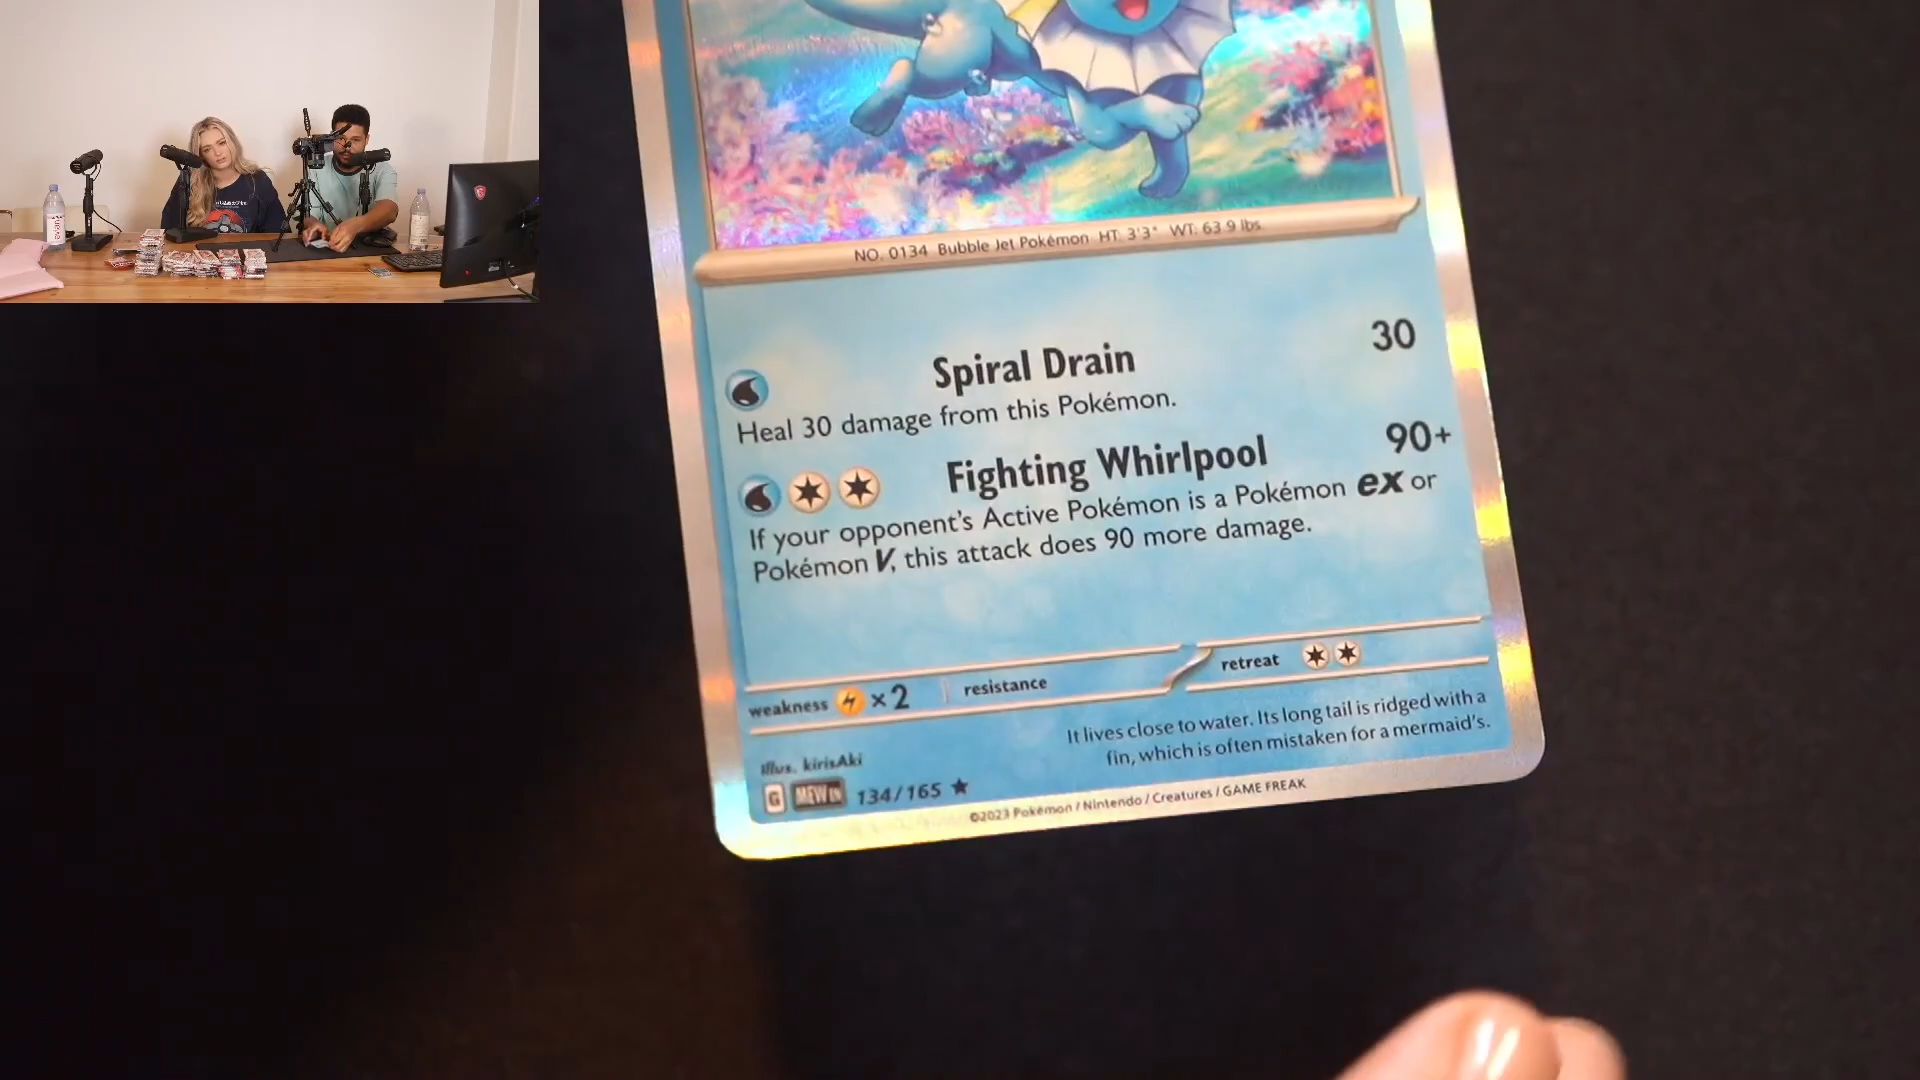 NO. 0134 Bubble Jet Pokémon HT: 3'3" WT: 63.9 lbs.
Spiral Drain 30
Heal 30 damage from this Pokémon.
Fighting Whirlpool 90+
If your opponent's Active Pokémon is a Pokémon ex or
Pokémon V, this attack does 90 more damage.
weakness ×2 resistance retreat
It lives close to water. Its long tail is ridged with a
fin, which is often mistaken for a mermaid's.
Illus. kirisAki
G MEW EN 134/165 ★
©2023 Pokémon / Nintendo / Creatures / GAME FREAK
evian